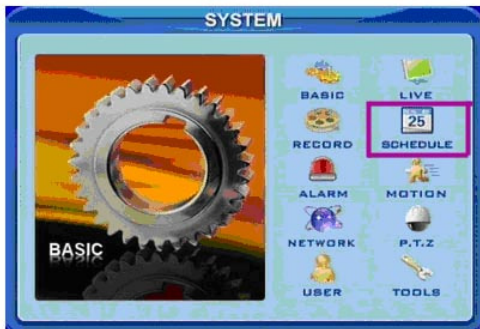 SYSTEM
BASIC
BASIC LIVE
25
RECORD SCHEDULE
ALARM MOTION
NETWORK P.T.Z
USER TOOLS